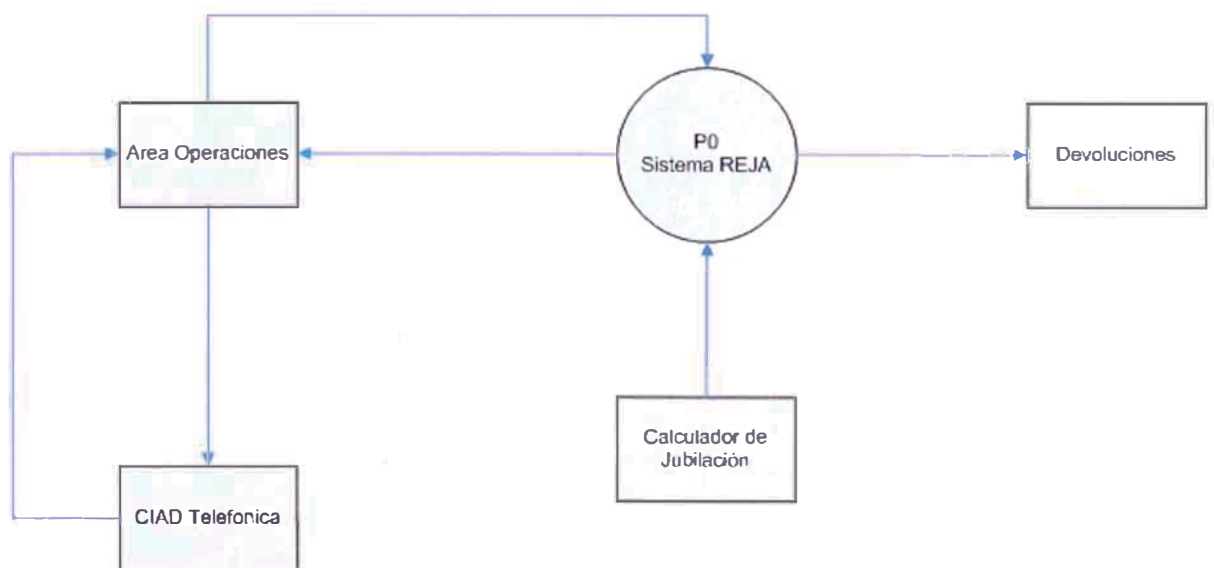 P0
Sistema REJA
Area Operaciones
Devoluciones
Calculador de
Jubilación
CIAD Telefonica